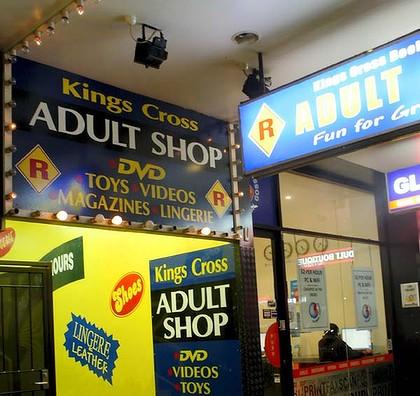 Kings Cross
ADULT SHOP
DVD
TOYS VIDEOS
MAGAZINES LINGERIE
R
R
Kings Cross
R
ADULT
Fun for
OURS
Shoes
LINGERIE
LEATHER
Kings Cross
ADULT
SHOP
DVD
VIDEOS
TOYS